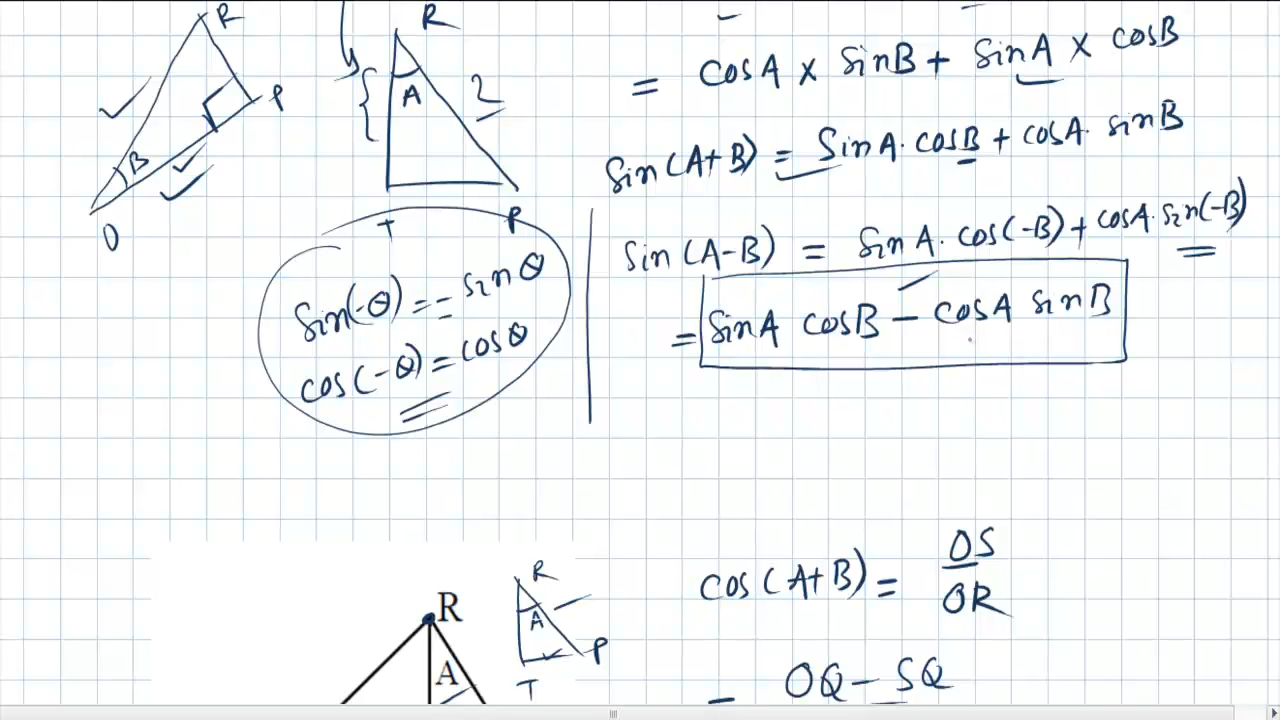 R
P
B
O
R
A
2
T
P
= cosA × sinB + sinA × cosB
sin(A+B) = sinA. cosB + cosA. sinB
sin(A-B) = sinA. cos(-B) + cosA. sin(-B)
= sinA cosB - cosA sinB
sin(-θ) = - sinθ
cos(-θ) = cosθ
cos(A+B) = OS
OR
= OQ - SQ
R
A
R
A
P
T